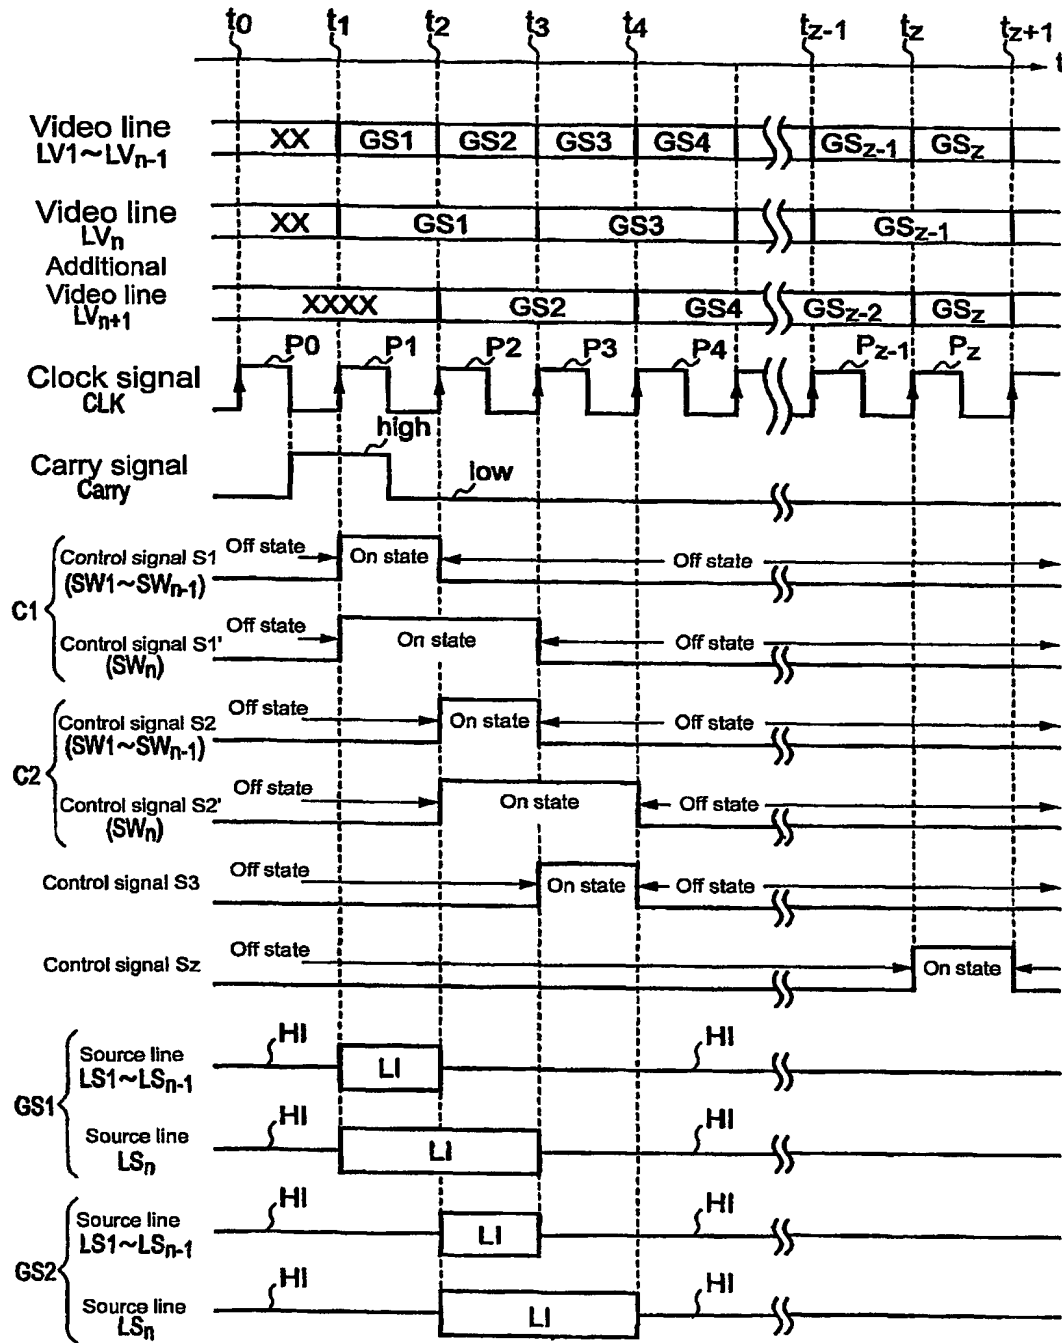 t0 t1 t2 t3 t4 tz-1 tz tz+1
t
Video line
LV1~LVn-1
XX GS1 GS2 GS3 GS4 GSz-1 GSz
Video line
LVn
XX GS1 GS3 GSz-1
Additional
Video line
LVn+1
XXXX GS2 GS4 GSz-2 GSz
P0 P1 P2 P3 P4 Pz-1 Pz
Clock signal
CLK
high
Carry signal
Carry
low
C1
Control signal S1
(SW1~SWn-1)
Off state On state Off state
Control signal S1'
(SWn)
Off state On state Off state
C2
Control signal S2
(SW1~SWn-1)
Off state On state Off state
Control signal S2'
(SWn)
Off state On state Off state
Control signal S3
Off state On state Off state
Control signal Sz
Off state On state
GS1
Source line
LS1~LSn-1
HI LI HI
Source line
LSn
HI LI HI
GS2
Source line
LS1~LSn-1
HI LI HI
Source line
LSn
HI LI HI